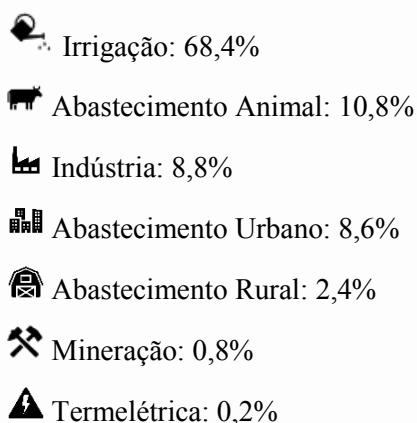 Irrigação: 68,4%
Abastecimento Animal: 10,8%
Indústria: 8,8%
Abastecimento Urbano: 8,6%
Abastecimento Rural: 2,4%
Mineração: 0,8%
Termelétrica: 0,2%